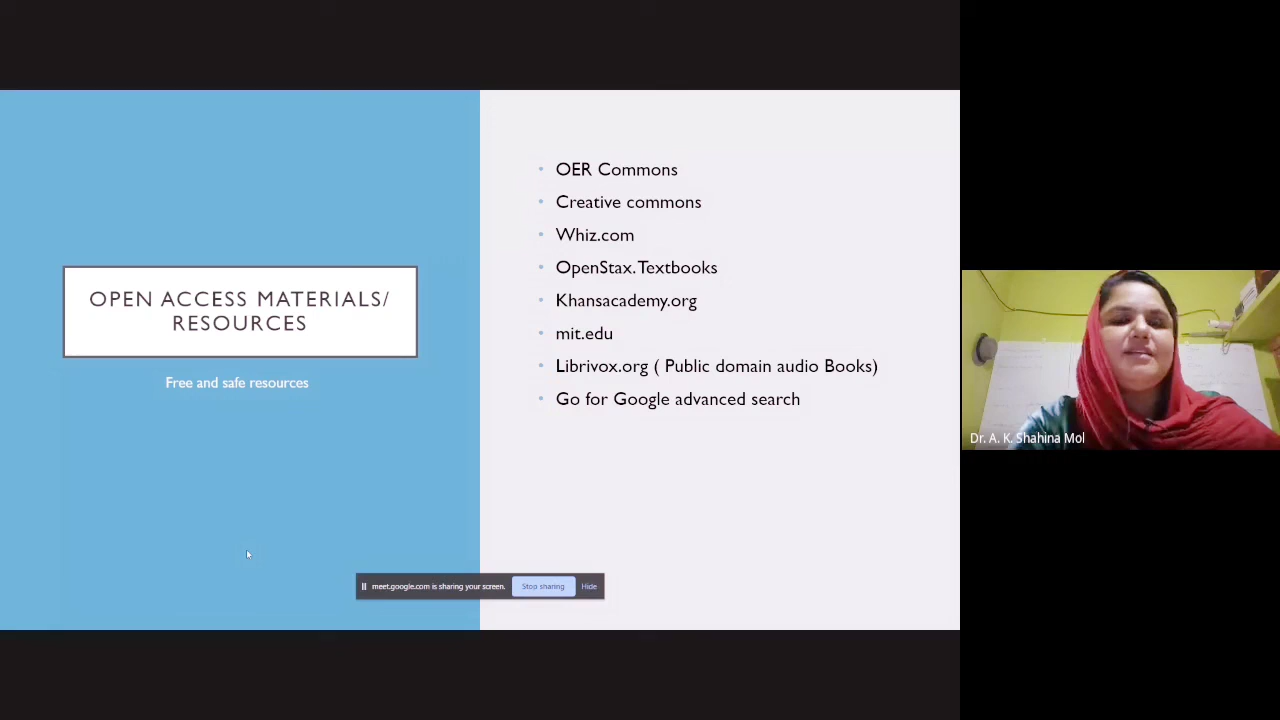 OPEN ACCESS MATERIALS/
RESOURCES
Free and safe resources
OER Commons
Creative commons
Whiz.com
OpenStax.Textbooks
Khansacademy.org
mit.edu
Librivox.org ( Public domain audio Books)
Go for Google advanced search
meet.google.com is sharing your screen. Stop sharing Hide
Dr. A. K. Shahina Mol